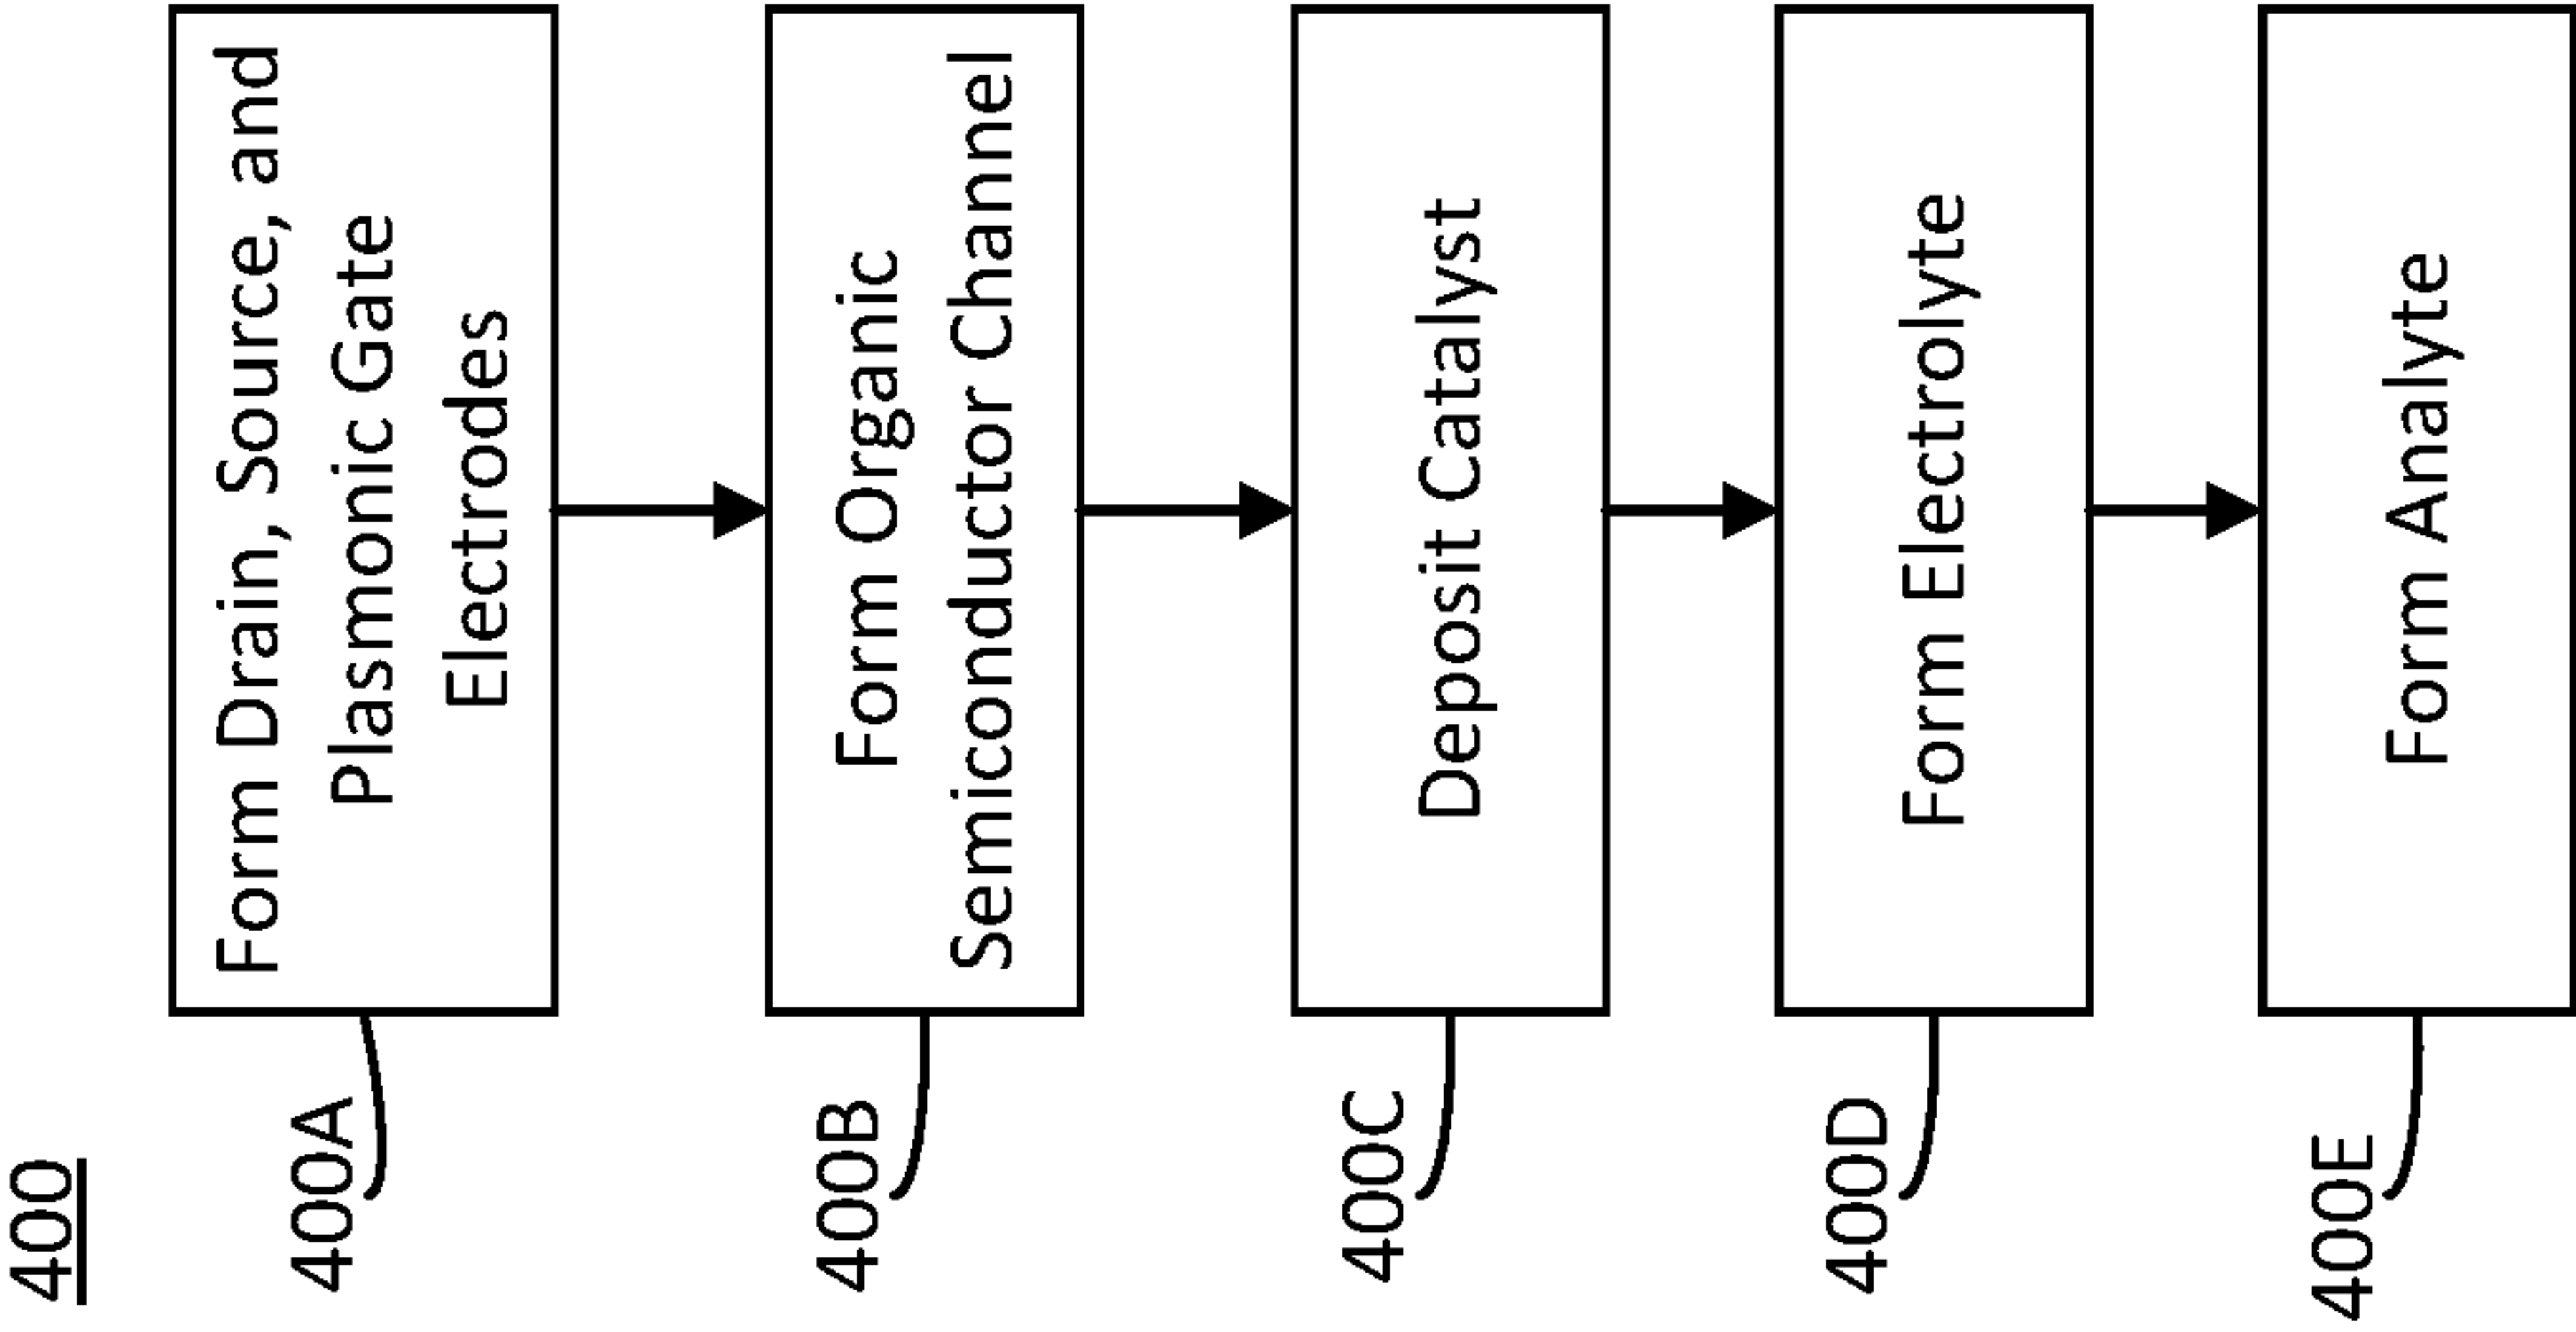 400
400A
Form Drain, Source, and
Plasmonic Gate
Electrodes
400B
Form Organic
Semiconductor Channel
400C
Deposit Catalyst
400D
Form Electrolyte
400E
Form Analyte